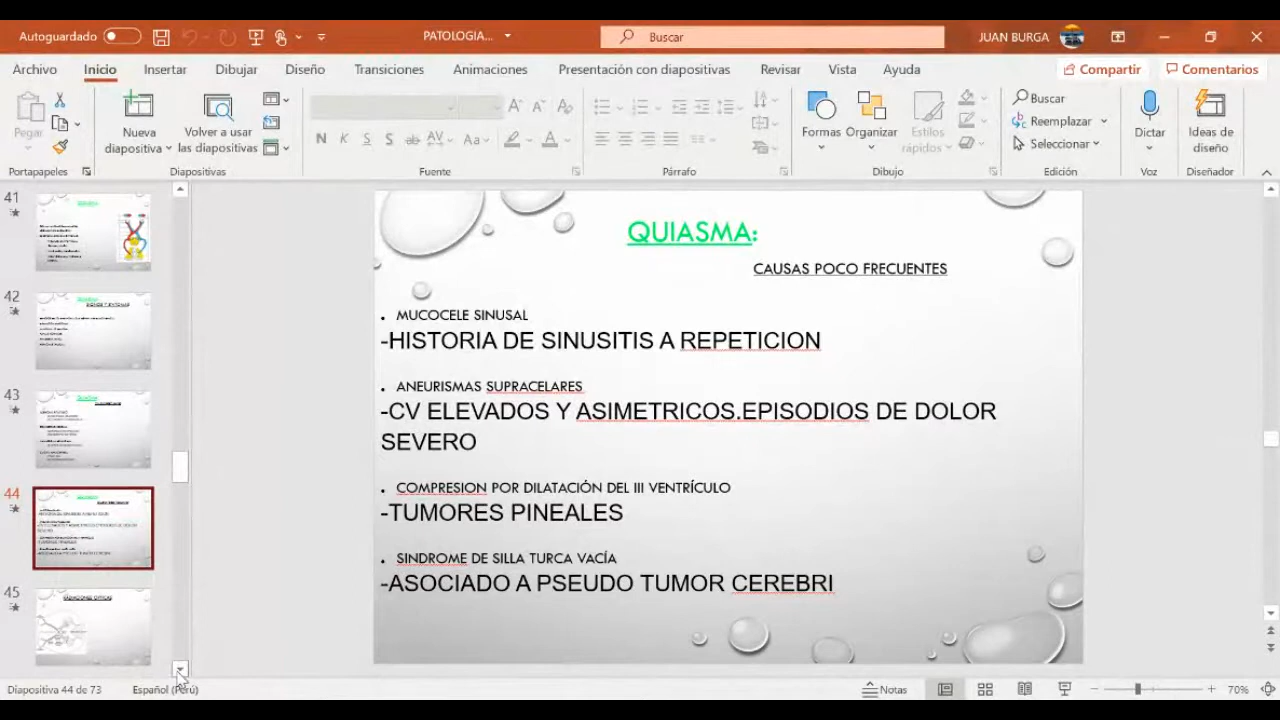 Autoguardado
PATOLOGIA...
Buscar
JUAN BURGA
Archivo Inicio Insertar Dibujar Diseño Transiciones Animaciones Presentación con diapositivas Revisar Vista Ayuda
Compartir Comentarios
Pegar
Nueva diapositiva
Volver a usar las diapositivas
N K S S ab AV Aa A
Formas Organizar Estilos rápidos
Buscar
Reemplazar
Seleccionar
Dictar
Ideas de diseño
Portapapeles Diapositivas Fuente Párrafo Dibujo Edición Voz Diseñador
41
42
43
44
45
QUIASMA:
CAUSAS POCO FRECUENTES
. MUCOCELE SINUSAL
-HISTORIA DE SINUSITIS A REPETICION
. ANEURISMAS SUPRACELARES
-CV ELEVADOS Y ASIMETRICOS.EPISODIOS DE DOLOR
SEVERO
. COMPRESION POR DILATACIÓN DEL III VENTRÍCULO
-TUMORES PINEALES
. SINDROME DE SILLA TURCA VACÍA
-ASOCIADO A PSEUDO TUMOR CEREBRI
Diapositiva 44 de 73 Español (Perú) Notas 70%